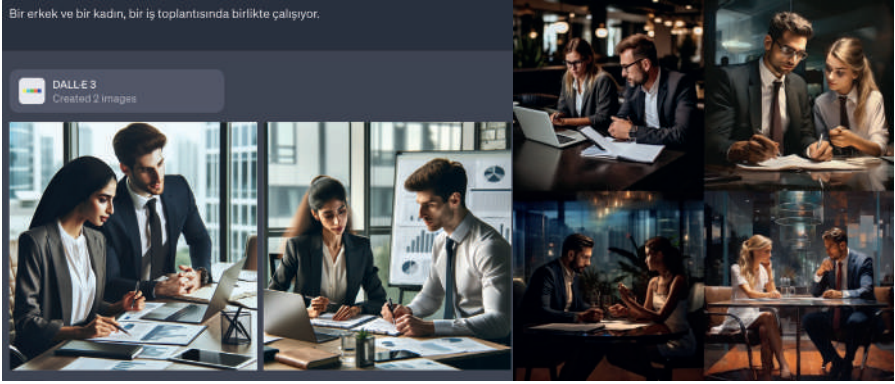 Bir erkek ve bir kadın, bir iş toplantısında birlikte çalışıyor.
DALL·E 3
Created 2 images